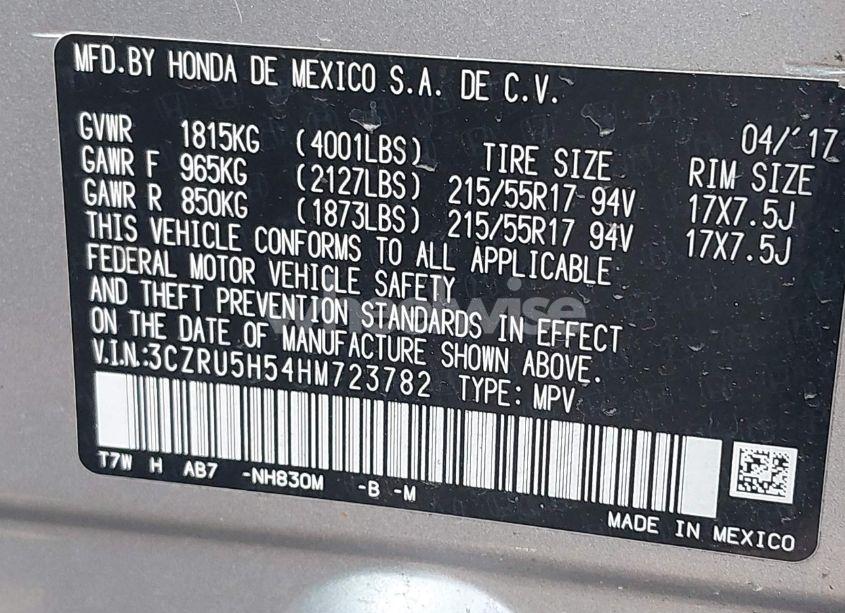 MFD.BY HONDA DE MEXICO S.A. DE C.V.
04/'17
GVWR 1815KG (4001LBS) TIRE SIZE RIM SIZE
GAWR F 965KG (2127LBS) 215/55R17 94V 17X7.5J
GAWR R 850KG (1873LBS) 215/55R17 94V 17X7.5J
THIS VEHICLE CONFORMS TO ALL APPLICABLE
FEDERAL MOTOR VEHICLE SAFETY
AND THEFT PREVENTION STANDARDS IN EFFECT
ON THE DATE OF MANUFACTURE SHOWN ABOVE.
V.I.N.:3CZRU5H54HM723782 TYPE: MPV
T7W H AB7 -NH830M -B -M
MADE IN MEXICO
wheelwise